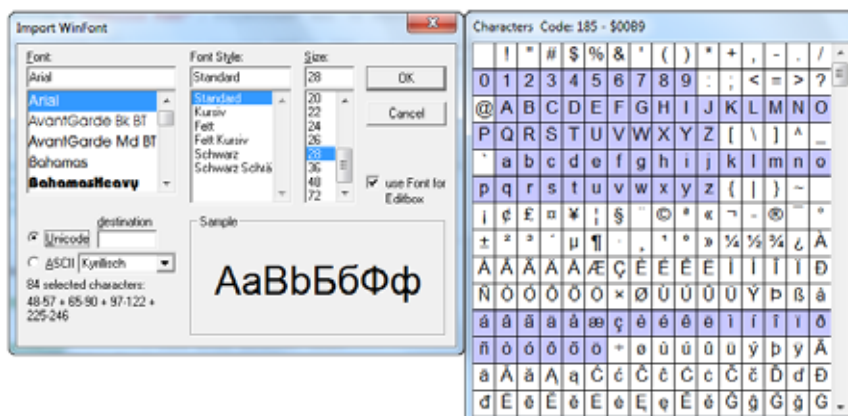 Import WinFont
Font:
Arial
Arial
AvantGarde Bk BT
AvantGarde Md BT
Bahamas
BahamasHeavy
Font Style:
Standard
Standard
Kursiv
Fett
Fett Kursiv
Schwarz
Schwarz Schrä
Size:
28
20
22
24
26
28
36
48
72
OK
Cancel
use Font for
Editbox
destination
Unicode
ASCII Kyrillisch
84 selected characters:
48-57 + 65-90 + 97-122 +
225-246
Sample
AaBbБбФф
Characters Code: 185 - $00B9
! " # $ % & ' ( ) * + , - . /
0 1 2 3 4 5 6 7 8 9 : ; < = > ?
@ A B C D E F G H I J K L M N O
P Q R S T U V W X Y Z [ \ ] ^ _
` a b c d e f g h i j k l m n o
p q r s t u v w x y z { | } ~
¡ ¢ £ ¤ ¥ ¦ § ¨ © ª « ¬ - ® ¯ °
± ² ³ ´ µ ¶ · ¸ ¹ º » ¼ ½ ¾ ¿ À
Á Â Ã Ä Å Æ Ç È É Ê Ë Ì Í Î Ï Ð
Ñ Ò Ó Ô Õ Ö × Ø Ù Ú Û Ü Ý Þ ß à
á â ã ä å æ ç è é ê ë ì í î ï ð
ñ ò ó ô õ ö ÷ ø ù ú û ü ý þ ÿ Ā
ā Ă ă Ą ą Ć ć Ĉ ĉ Ċ ċ Č č Ď ď Đ
đ Ē ē Ĕ ĕ Ė ė Ę ę Ě ě Ĝ ĝ Ğ ğ Ġ